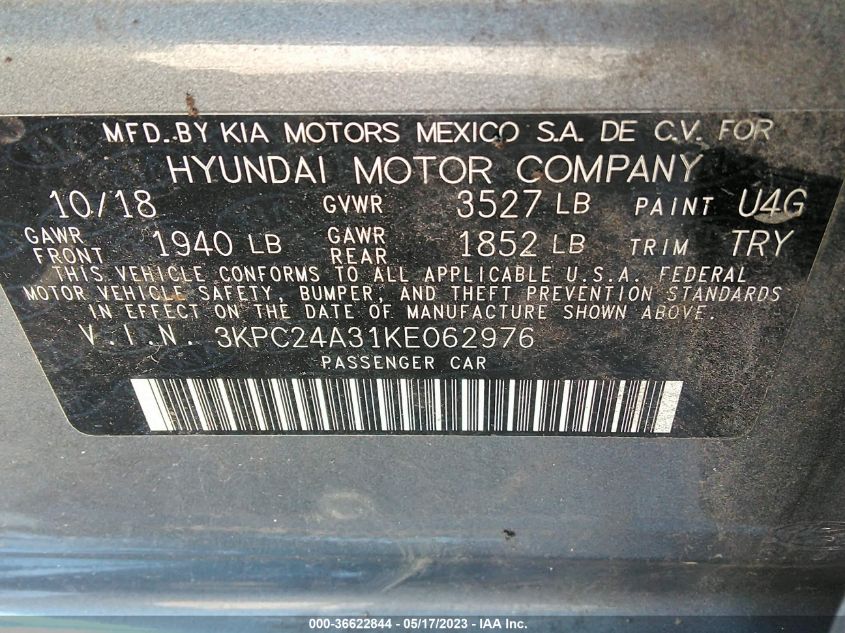 MFD. BY KIA MOTORS MEXICO S.A. DE C.V. FOR
HYUNDAI MOTOR COMPANY
10/18 GVWR 3527 LB PAINT U4G
GAWR FRONT 1940 LB GAWR REAR 1852 LB TRIM TRY
THIS VEHICLE CONFORMS TO ALL APPLICABLE U.S.A. FEDERAL
MOTOR VEHICLE SAFETY, BUMPER, AND THEFT PREVENTION STANDARDS
IN EFFECT ON THE DATE OF MANUFACTURE SHOWN ABOVE.
V.I.N. 3KPC24A31KE062976
PASSENGER CAR
000-36622844 - 05/17/2023 - IAA Inc.